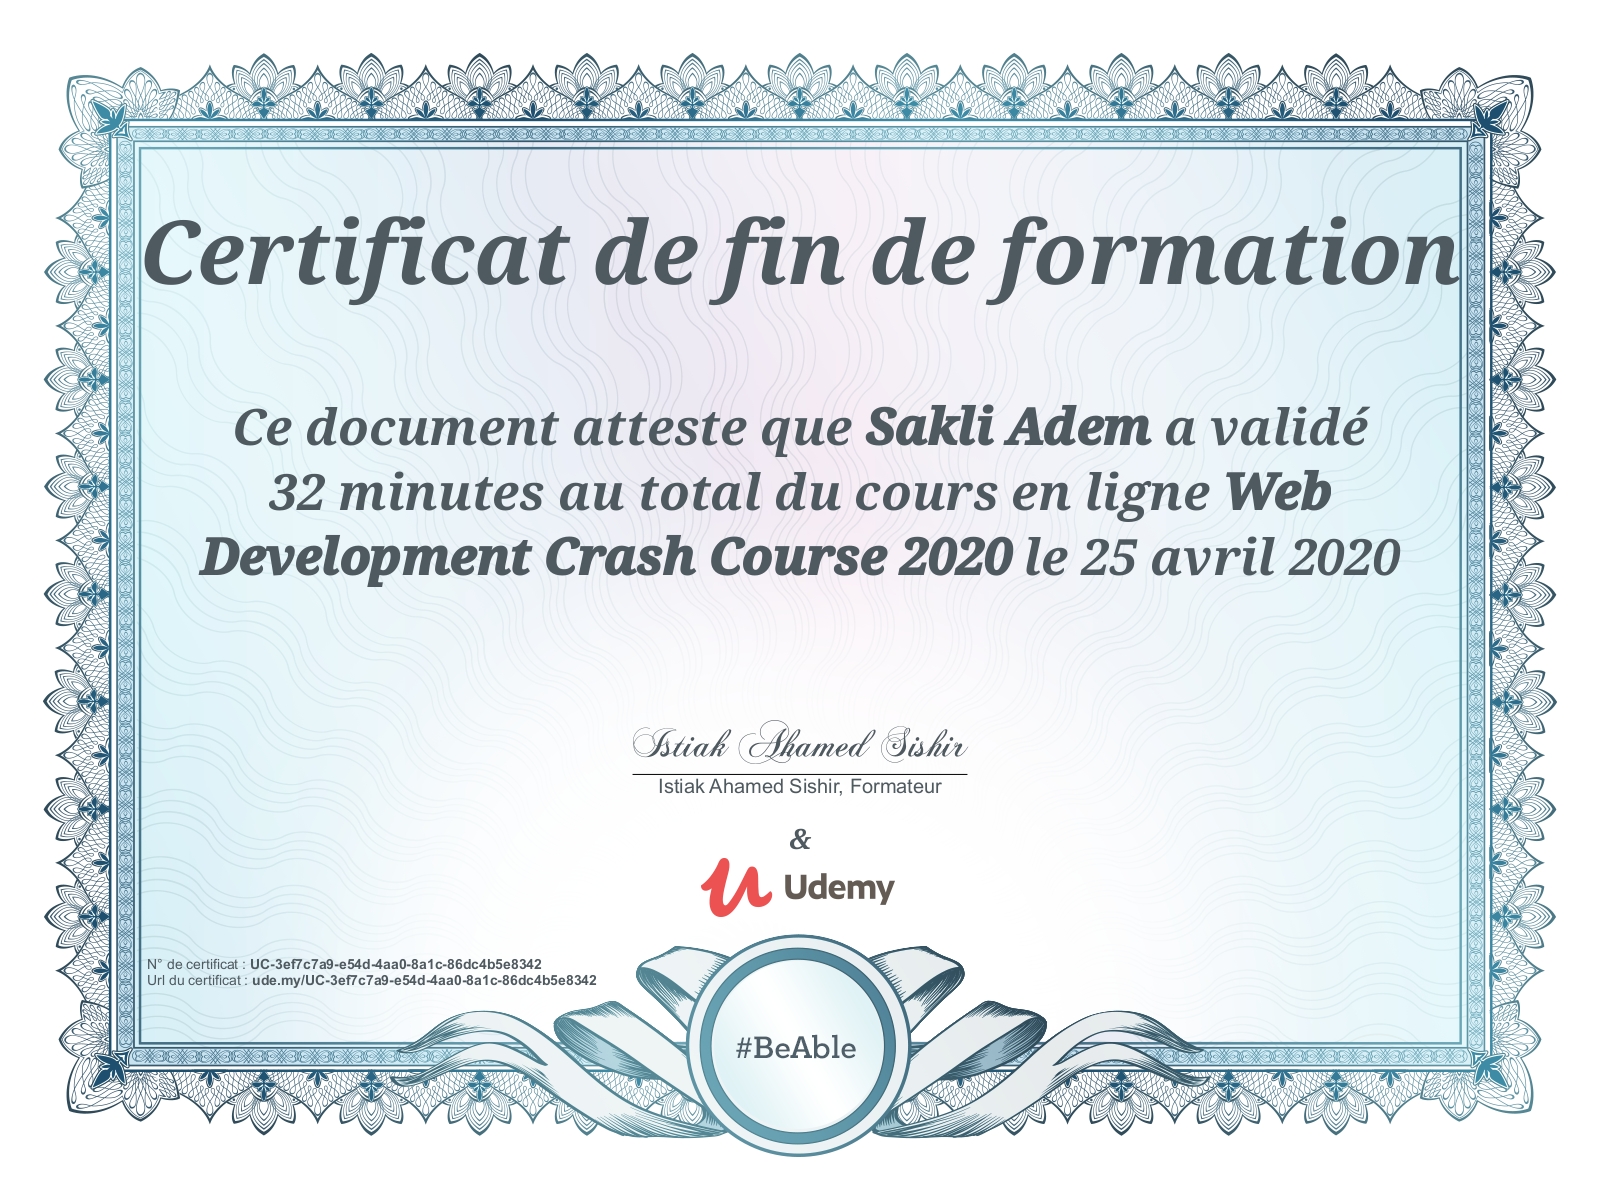 Certificat de fin de formation
Ce document atteste que Sakli Adem a validé
32 minutes au total du cours en ligne Web
Development Crash Course 2020 le 25 avril 2020
Istiak Ahamed Sishir
Istiak Ahamed Sishir, Formateur
&
Udemy
N° de certificat : UC-3ef7c7a9-e54d-4aa0-8a1c-86dc4b5e8342
Url du certificat : ude.my/UC-3ef7c7a9-e54d-4aa0-8a1c-86dc4b5e8342
#BeAble